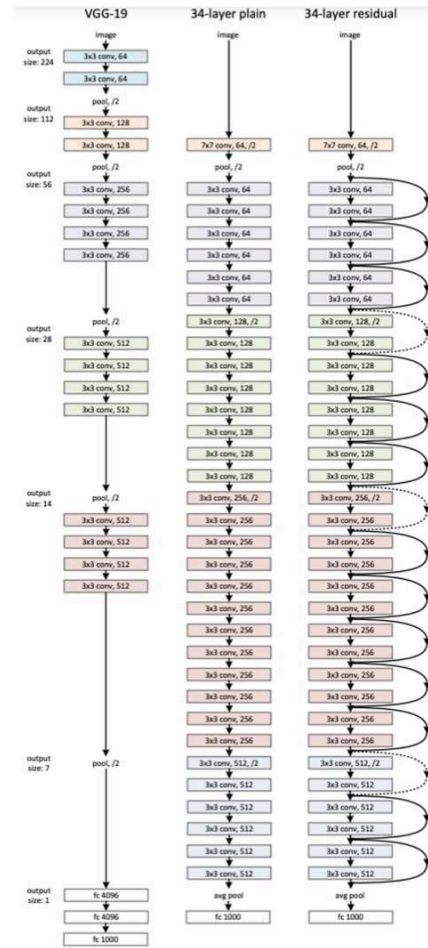 output
size: 224
output
size: 112
output
size: 56
output
size: 28
output
size: 14
output
size: 7
output
size: 1
VGG-19
image
3x3 conv, 64
3x3 conv, 64
pool, /2
3x3 conv, 128
3x3 conv, 128
pool, /2
3x3 conv, 256
3x3 conv, 256
3x3 conv, 256
3x3 conv, 256
pool, /2
3x3 conv, 512
3x3 conv, 512
3x3 conv, 512
3x3 conv, 512
pool, /2
3x3 conv, 512
3x3 conv, 512
3x3 conv, 512
3x3 conv, 512
pool, /2
fc 4096
fc 4096
fc 1000
34-layer plain
image
7x7 conv, 64, /2
pool, /2
3x3 conv, 64
3x3 conv, 64
3x3 conv, 64
3x3 conv, 64
3x3 conv, 64
3x3 conv, 64
3x3 conv, 128, /2
3x3 conv, 128
3x3 conv, 128
3x3 conv, 128
3x3 conv, 128
3x3 conv, 128
3x3 conv, 128
3x3 conv, 128
3x3 conv, 256, /2
3x3 conv, 256
3x3 conv, 256
3x3 conv, 256
3x3 conv, 256
3x3 conv, 256
3x3 conv, 256
3x3 conv, 256
3x3 conv, 256
3x3 conv, 256
3x3 conv, 256
3x3 conv, 256
3x3 conv, 512, /2
3x3 conv, 512
3x3 conv, 512
3x3 conv, 512
3x3 conv, 512
3x3 conv, 512
avg pool
fc 1000
34-layer residual
image
7x7 conv, 64, /2
pool, /2
3x3 conv, 64
3x3 conv, 64
3x3 conv, 64
3x3 conv, 64
3x3 conv, 64
3x3 conv, 64
3x3 conv, 128, /2
3x3 conv, 128
3x3 conv, 128
3x3 conv, 128
3x3 conv, 128
3x3 conv, 128
3x3 conv, 128
3x3 conv, 128
3x3 conv, 256, /2
3x3 conv, 256
3x3 conv, 256
3x3 conv, 256
3x3 conv, 256
3x3 conv, 256
3x3 conv, 256
3x3 conv, 256
3x3 conv, 256
3x3 conv, 256
3x3 conv, 256
3x3 conv, 256
3x3 conv, 512, /2
3x3 conv, 512
3x3 conv, 512
3x3 conv, 512
3x3 conv, 512
3x3 conv, 512
avg pool
fc 1000